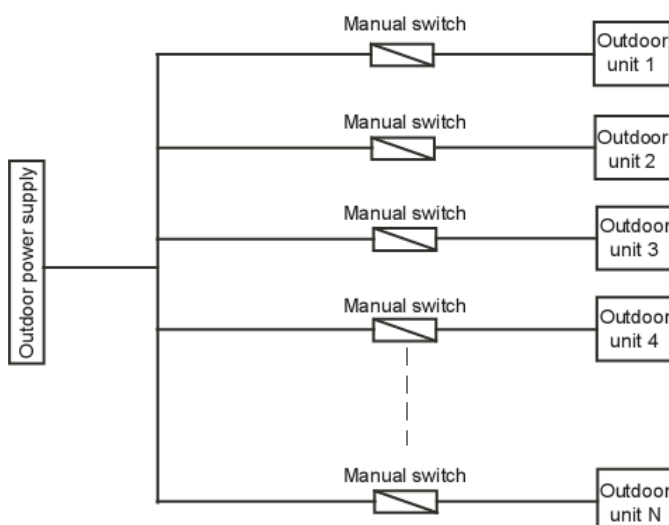 Manual switch
Outdoor
unit 1
Manual switch
Outdoor
unit 2
Manual switch
Outdoor
unit 3
Outdoor power supply
Manual switch
Outdoor
unit 4
Manual switch
Outdoor
unit N